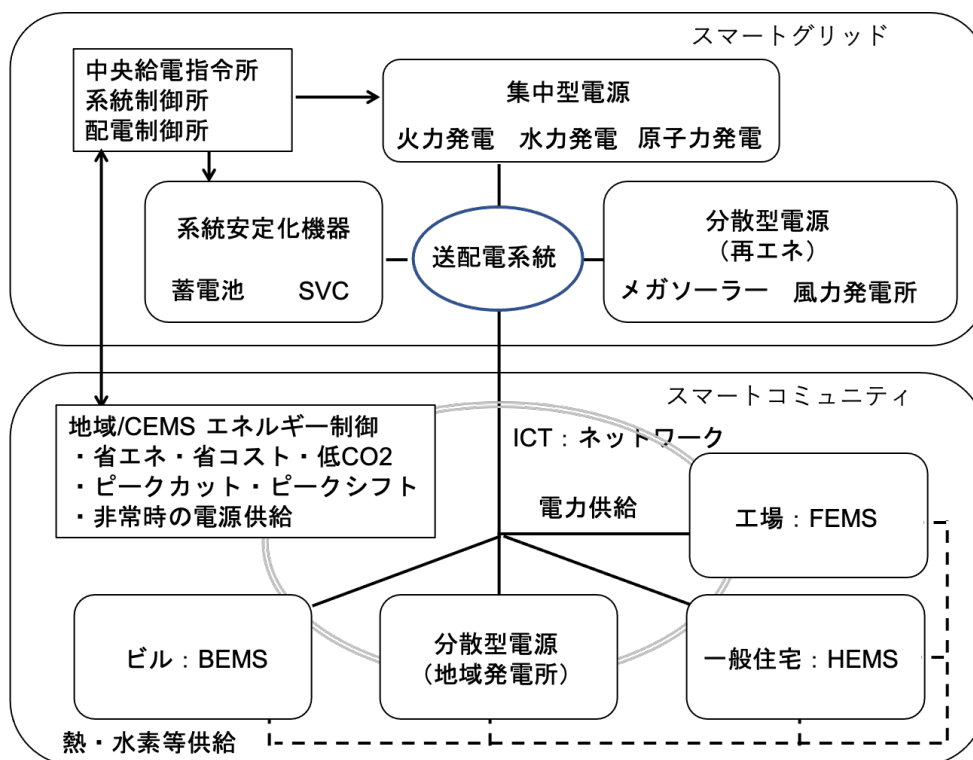 スマートグリッド
中央給電指令所
系統制御所
配電制御所
集中型電源
火力発電 水力発電 原子力発電
系統安定化機器
蓄電池 SVC
送配電系統
分散型電源
（再エネ）
メガソーラー 風力発電所
スマートコミュニティ
地域/CEMS エネルギー制御
・省エネ・省コスト・低CO2
・ピークカット・ピークシフト
・非常時の電源供給
ICT：ネットワーク
電力供給
工場：FEMS
ビル：BEMS
分散型電源
（地域発電所）
一般住宅：HEMS
熱・水素等供給